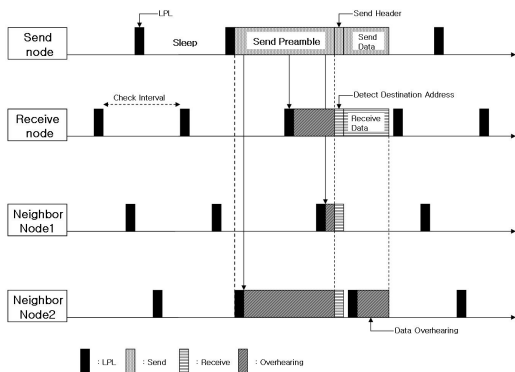 LPL
Send Header
Send
node
Sleep
Send Preamble
Send
Data
Check Interval
Detect Destination Address
Receive
node
Receive
Data
Neighbor
Node1
Neighbor
Node2
Data Overhearing
: LPL : Send : Receive : Overhearing